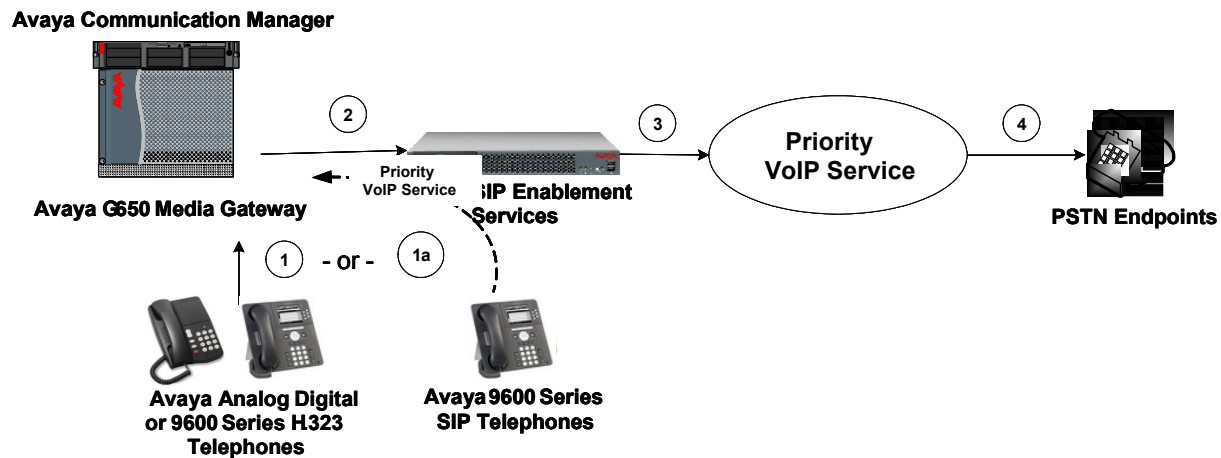 Avaya Communication Manager
AVAYA
2
3
4
Priority
VoIP Service
Priority
VoIP Service
SIP Enablement
Services
Avaya G650 Media Gateway
PSTN Endpoints
1
- or -
1a
Avaya Analog Digital
or 9600 Series H.323
Telephones
Avaya 9600 Series
SIP Telephones